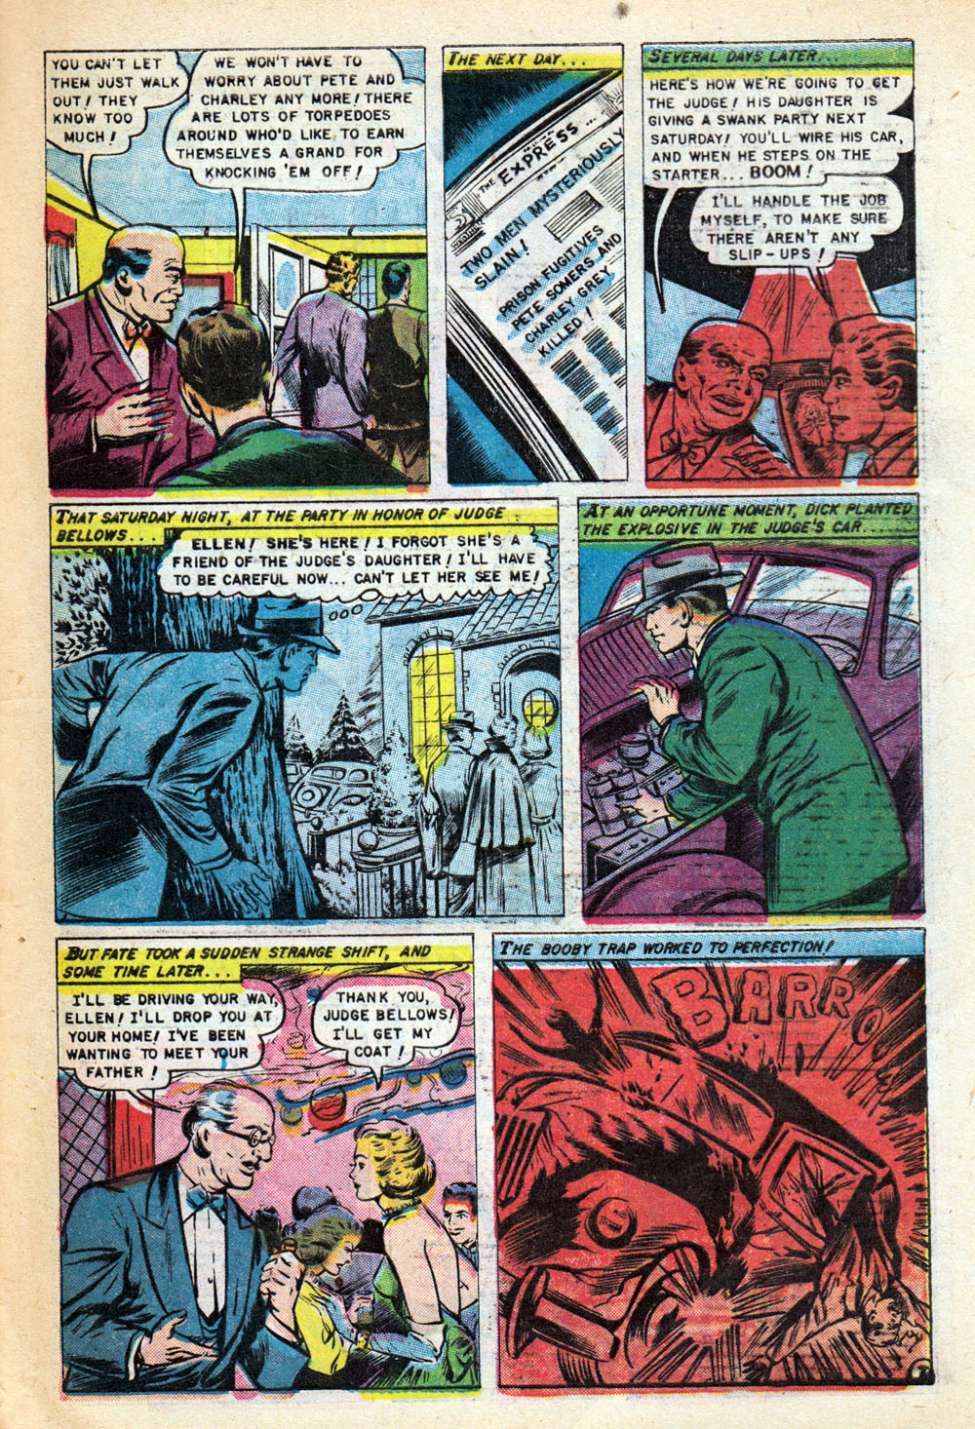 YOU CAN'T LET
THEM JUST WALK
OUT! THEY
KNOW TOO
MUCH!
WE WON'T HAVE TO
WORRY ABOUT PETE AND
CHARLEY ANY MORE! THERE
ARE LOTS OF TORPEDOES
AROUND WHO'D LIKE TO EARN
THEMSELVES A GRAND FOR
KNOCKING 'EM OFF!
THE NEXT DAY...
THE EXPRESS
TWO MEN MYSTERIOUSLY
SLAIN!
PRISON FUGITIVES
PETE SOMERS AND
CHARLEY GREY
KILLED!
SEVERAL DAYS LATER...
HERE'S HOW WE'RE GOING TO GET
THE JUDGE! HIS DAUGHTER IS
GIVING A SWANK PARTY NEXT
SATURDAY! YOU'LL WIRE HIS CAR,
AND WHEN HE STEPS ON THE
STARTER... BOOM!
I'LL HANDLE THE JOB
MYSELF, TO MAKE SURE
THERE AREN'T ANY
SLIP-UPS!
THAT SATURDAY NIGHT, AT THE PARTY IN HONOR OF JUDGE
BELLOWS...
ELLEN! SHE'S HERE! I FORGOT SHE'S A
FRIEND OF THE JUDGE'S DAUGHTER! I'LL HAVE
TO BE CAREFUL NOW... CAN'T LET HER SEE ME!
AT AN OPPORTUNE MOMENT, DICK PLANTED
THE EXPLOSIVE IN THE JUDGE'S CAR.....
BUT FATE TOOK A SUDDEN STRANGE SHIFT, AND
SOME TIME LATER...
I'LL BE DRIVING YOUR WAY,
ELLEN! I'LL DROP YOU AT
YOUR HOME! I'VE BEEN
WANTING TO MEET YOUR
FATHER!
THANK YOU,
JUDGE BELLOWS!
I'LL GET MY
COAT!
THE BOOBY TRAP WORKED TO PERFECTION!